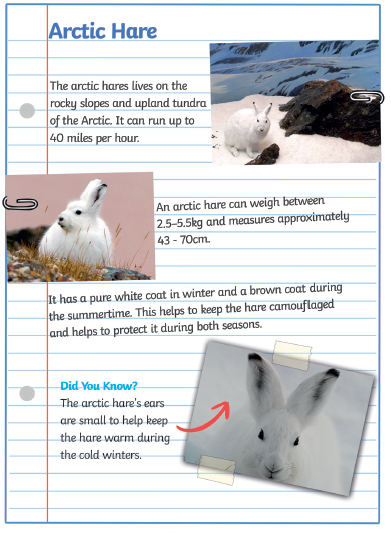 Arctic Hare
The arctic hares lives on the
rocky slopes and upland tundra
of the Arctic. It can run up to
40 miles per hour.
An arctic hare can weigh between
2.5–5.5kg and measures approximately
43 - 70cm.
It has a pure white coat in winter and a brown coat during
the summertime. This helps to keep the hare camouflaged
and helps to protect it during both seasons.
Did You Know?
The arctic hare's ears
are small to help keep
the hare warm during
the cold winters.